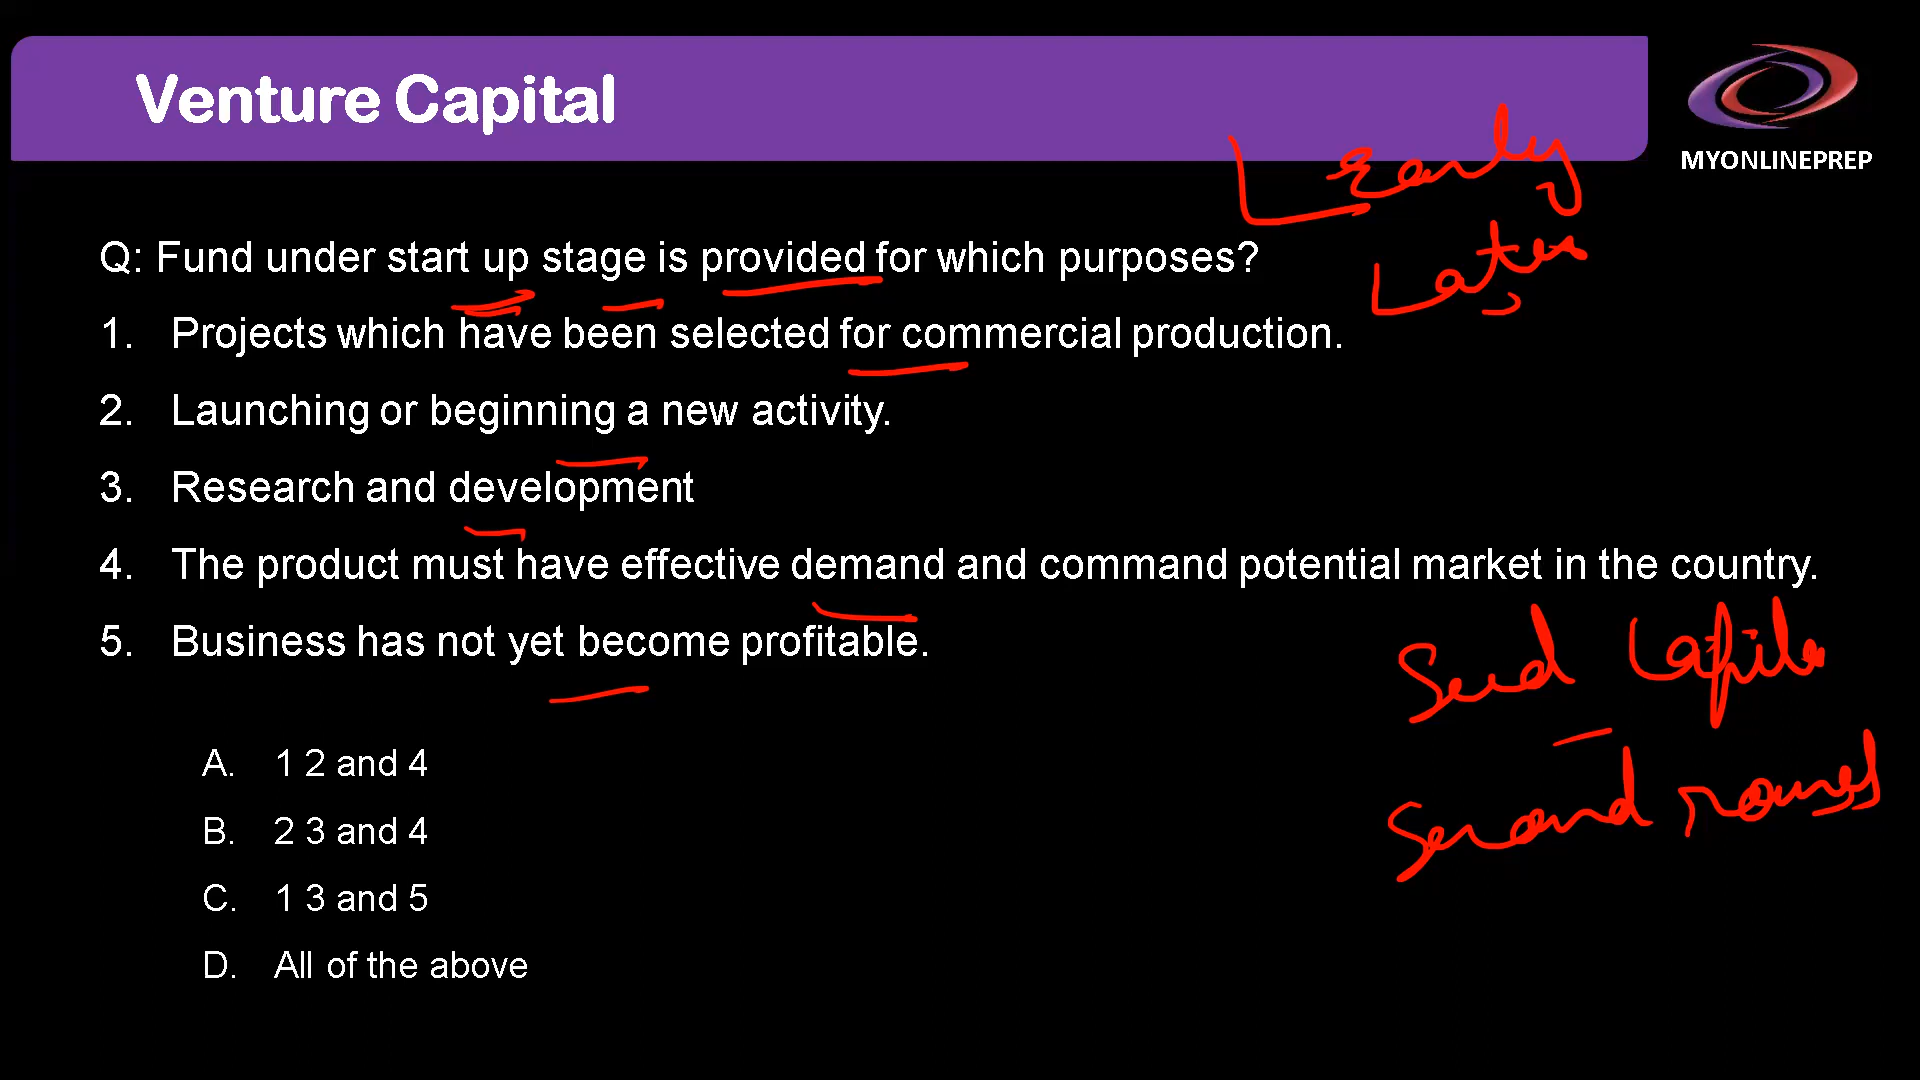 Venture Capital
MYONLINEPREP
Early
Later
Q: Fund under start up stage is provided for which purposes?
1. Projects which have been selected for commercial production.
2. Launching or beginning a new activity.
3. Research and development
4. The product must have effective demand and command potential market in the country.
5. Business has not yet become profitable.
Seed Capital
Second round
A. 1 2 and 4
B. 2 3 and 4
C. 1 3 and 5
D. All of the above